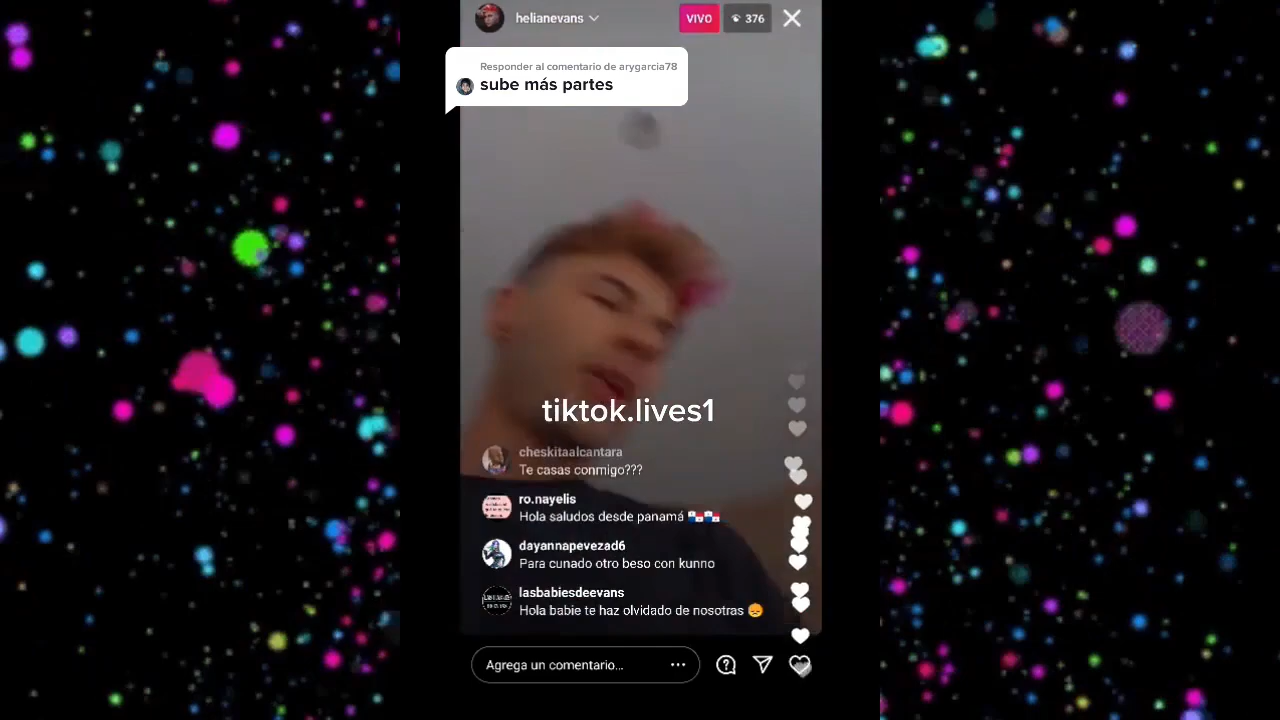 helianevans
VIVO
376
Responder al comentario de arygarcia78
sube más partes
tiktok.lives1
cheskitaalcantara
Te casas conmigo???
ro.nayelis
Hola saludos desde panamá 🇵🇦🇵🇦
dayannapevezad6
Para cunado otro beso con kunno
lasbabiesdeevans
Hola babie te haz olvidado de nosotras 😞
Agrega un comentario...